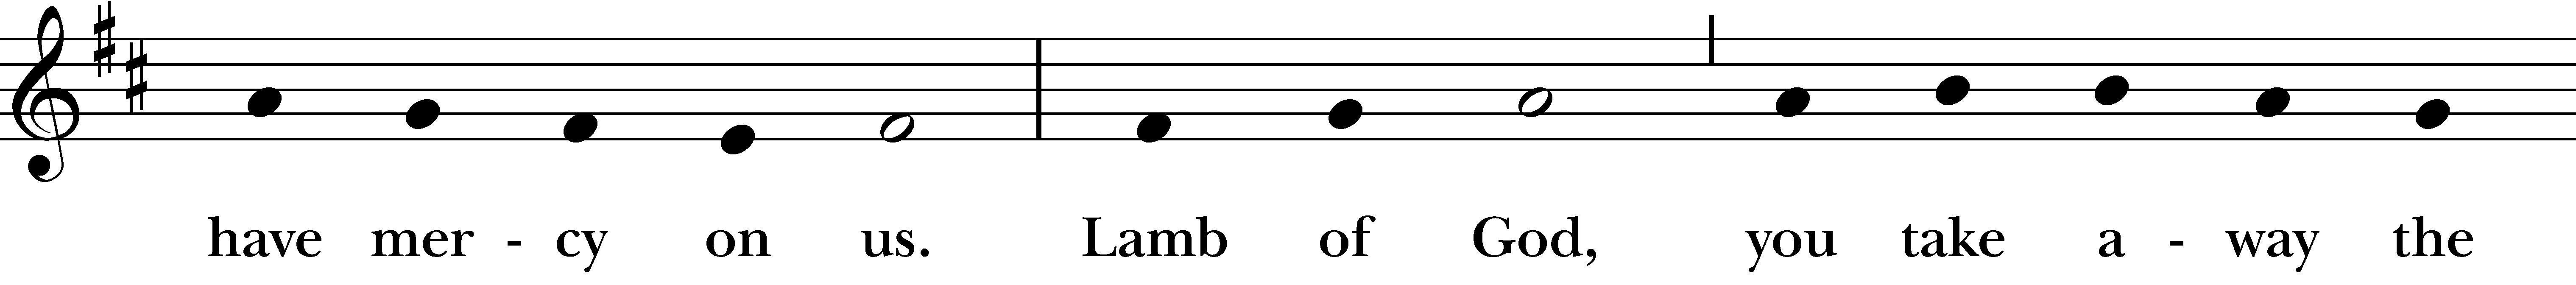 have mer - cy on us. Lamb of God, you take a - way the